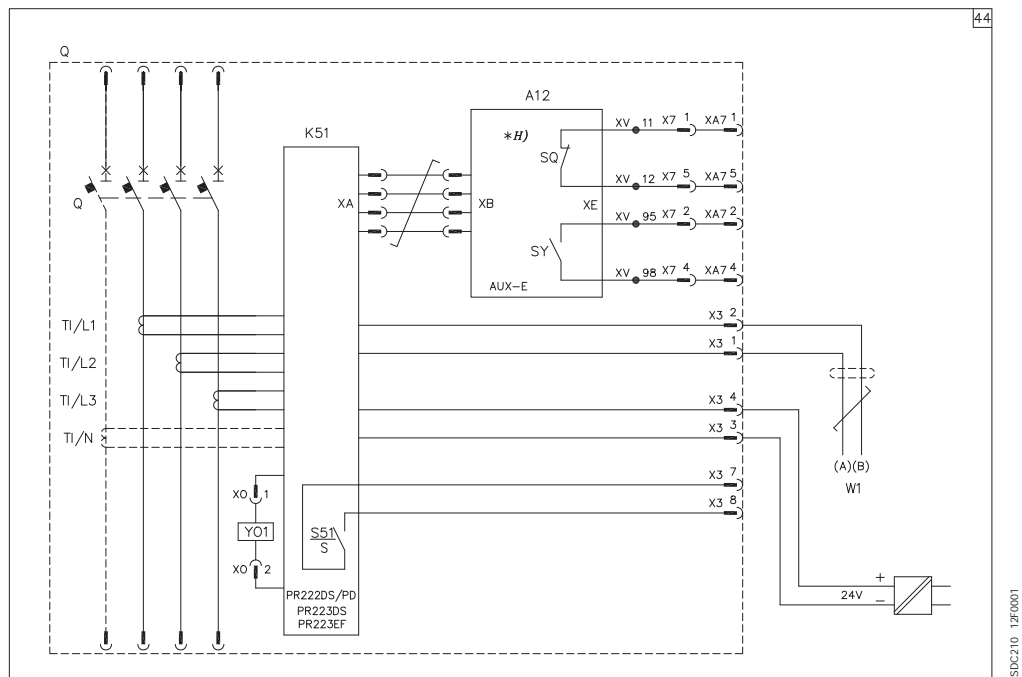 44
Q
A12
K51
*H)
XV 11 X7 1 XA7 1
SQ
XA
XB
XV 12 X7 5 XA7 5
XE
Q
XV 95 X7 2 XA7 2
SY
XV 98 X7 4 XA7 4
AUX-E
TI/L1
X3 2
X3 1
TI/L2
TI/L3
X3 4
TI/N
X3 3
(A)(B)
W1
X3 7
X0 1
X3 8
Y01
S51
S
X0 2
PR222DS/PD
PR223DS
PR223EF
+
24V
–
SDC210 12F0001